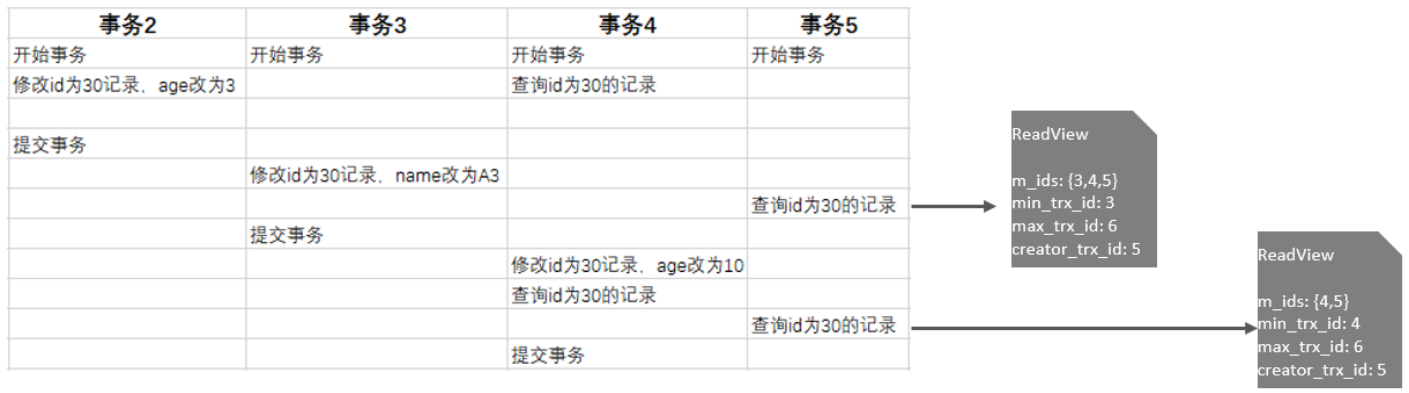 事务2 事务3 事务4 事务5
开始事务 开始事务 开始事务 开始事务
修改id为30记录，age改为3 查询id为30的记录
提交事务
修改id为30记录，name改为A3
查询id为30的记录
提交事务
修改id为30记录，age改为10
查询id为30的记录
查询id为30的记录
提交事务
ReadView
m_ids: {3,4,5}
min_trx_id: 3
max_trx_id: 6
creator_trx_id: 5
ReadView
m_ids: {4,5}
min_trx_id: 4
max_trx_id: 6
creator_trx_id: 5